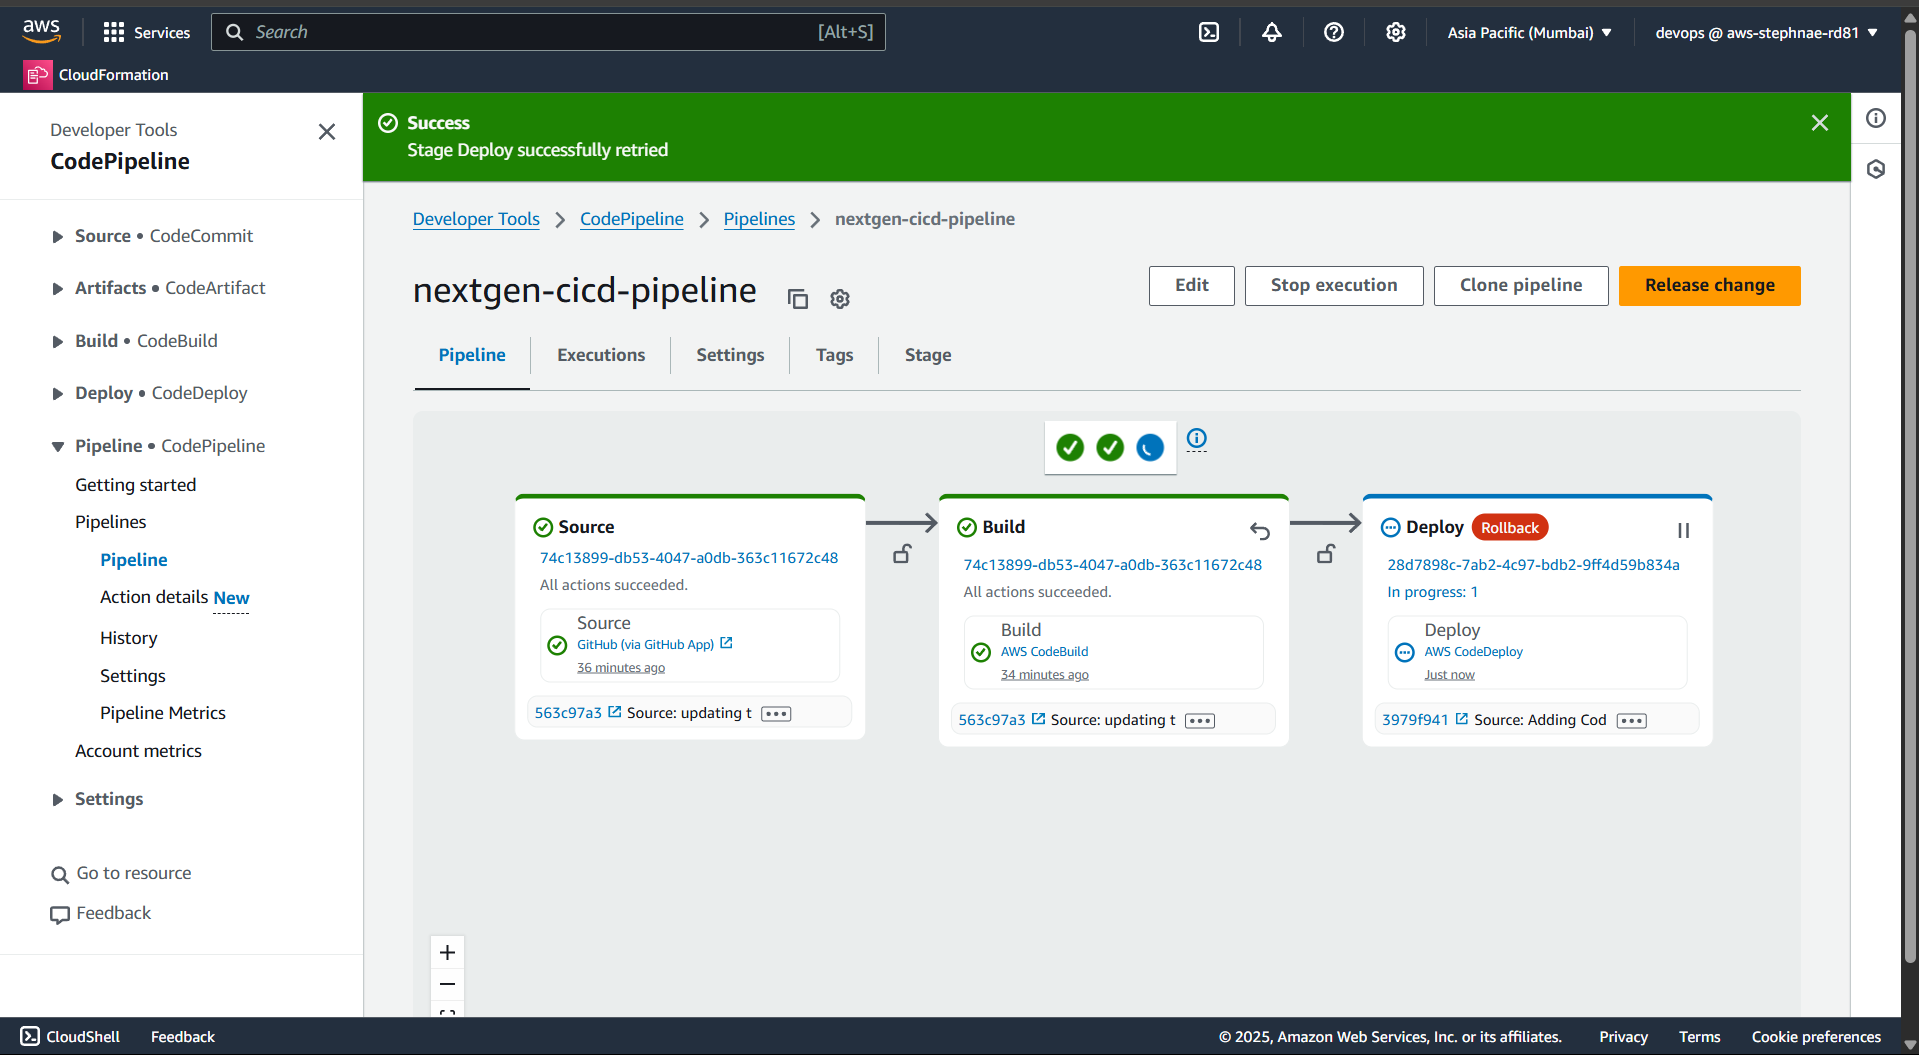 aws
Services
Search
[Alt+S]
Asia Pacific (Mumbai)
devops @ aws-stephnae-rd81
CloudFormation
Developer Tools
CodePipeline
Source • CodeCommit
Artifacts • CodeArtifact
Build • CodeBuild
Deploy • CodeDeploy
Pipeline • CodePipeline
Getting started
Pipelines
Pipeline
Action details New
History
Settings
Pipeline Metrics
Account metrics
Settings
Go to resource
Feedback
Success
Stage Deploy successfully retried
Developer Tools
CodePipeline
Pipelines
nextgen-cicd-pipeline
nextgen-cicd-pipeline
Edit
Stop execution
Clone pipeline
Release change
Pipeline
Executions
Settings
Tags
Stage
Source
74c13899-db53-4047-a0db-363c11672c48
All actions succeeded.
Source
GitHub (via GitHub App)
36 minutes ago
563c97a3 Source: updating t
Build
74c13899-db53-4047-a0db-363c11672c48
All actions succeeded.
Build
AWS CodeBuild
34 minutes ago
563c97a3 Source: updating t
Deploy Rollback
28d7898c-7ab2-4c97-bdb2-9ff4d59b834a
In progress: 1
Deploy
AWS CodeDeploy
Just now
3979f941 Source: Adding Cod
CloudShell
Feedback
© 2025, Amazon Web Services, Inc. or its affiliates.
Privacy
Terms
Cookie preferences